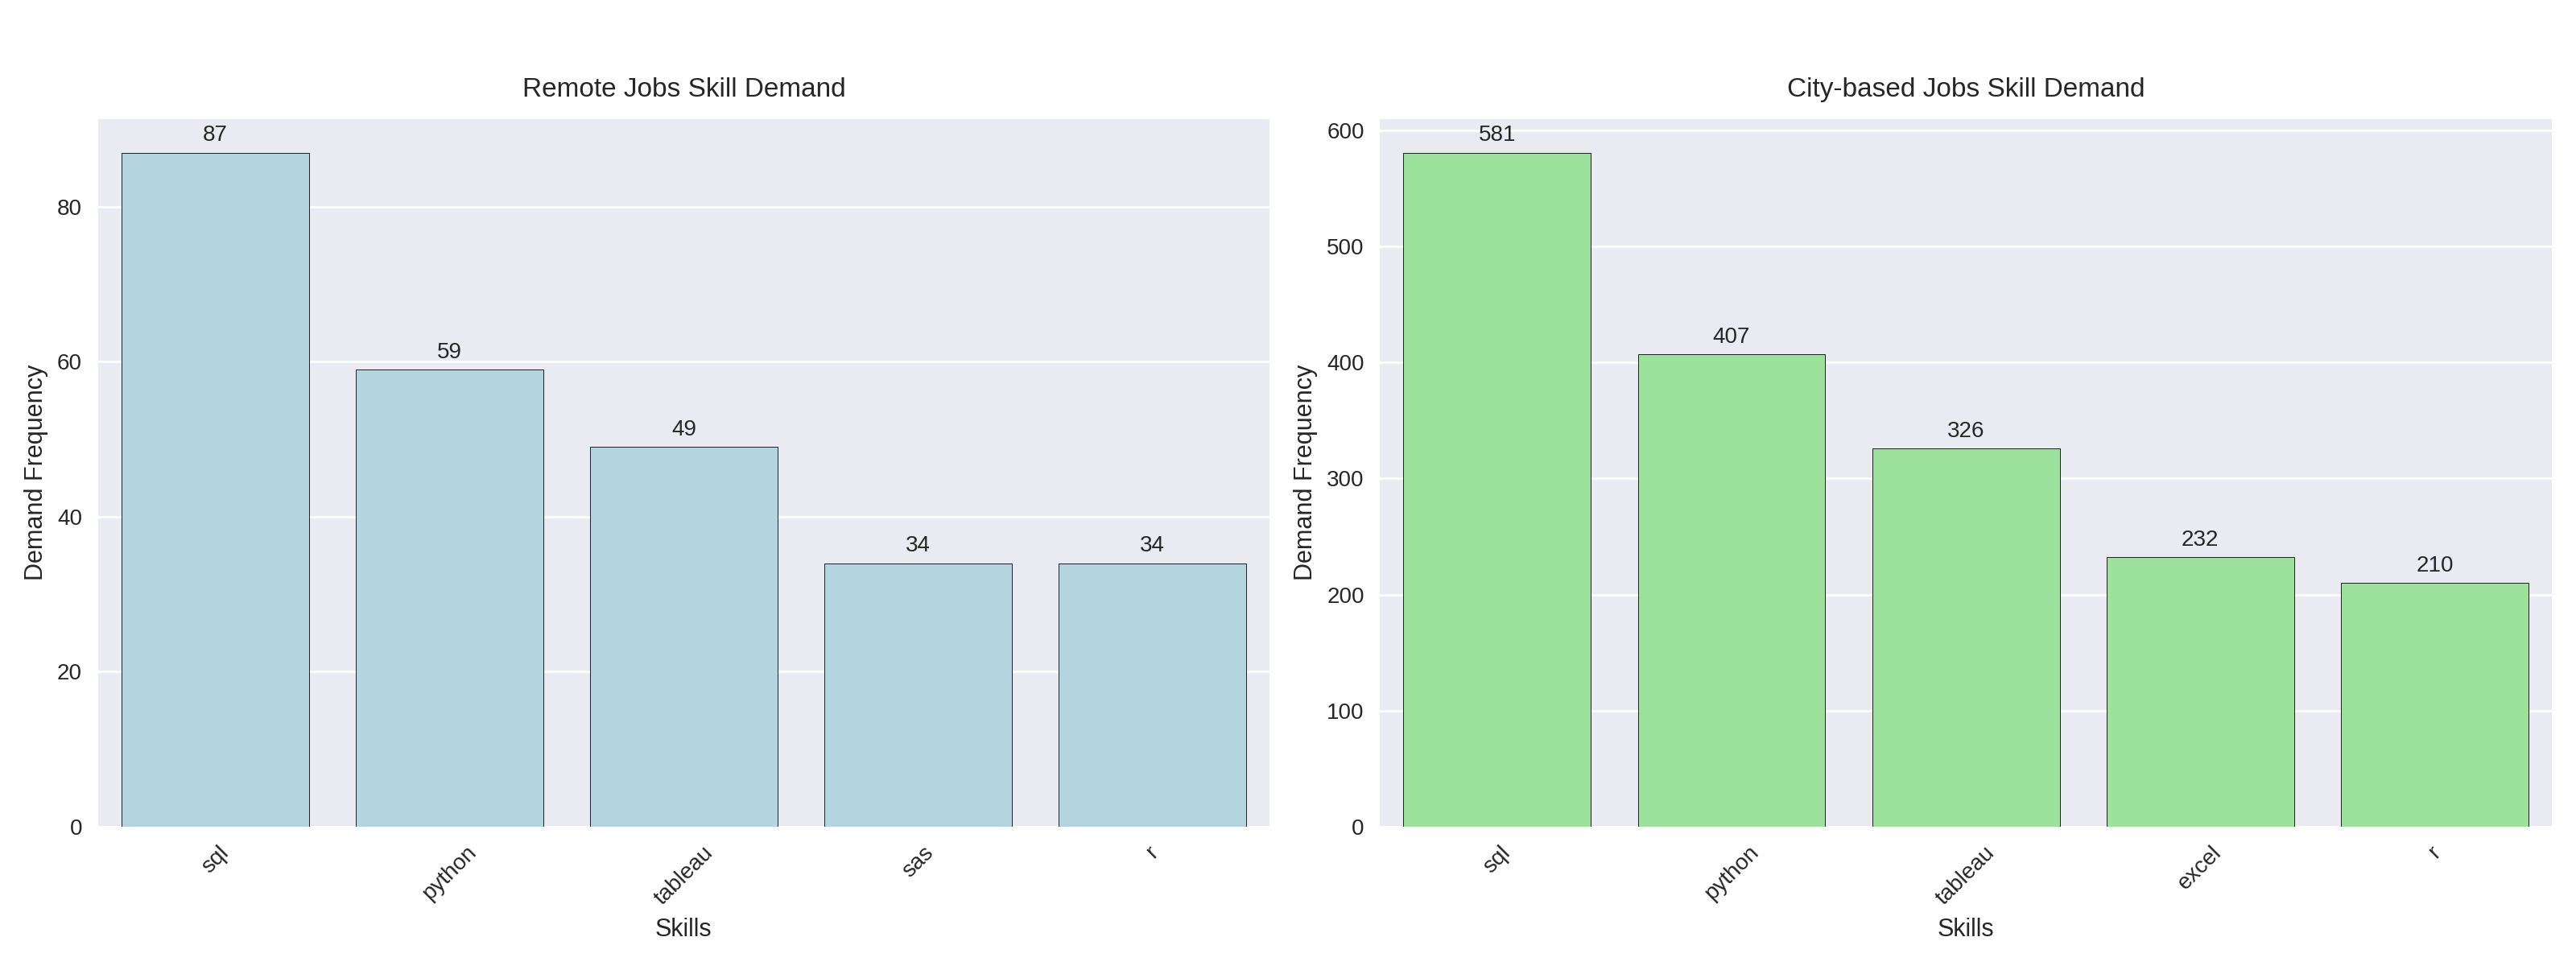 Remote Jobs Skill Demand
Demand Frequency
80
60
40
20
0
87
59
49
34
34
sql
python
tableau
sas
r
Skills
City-based Jobs Skill Demand
Demand Frequency
600
500
400
300
200
100
0
581
407
326
232
210
sql
python
tableau
excel
r
Skills